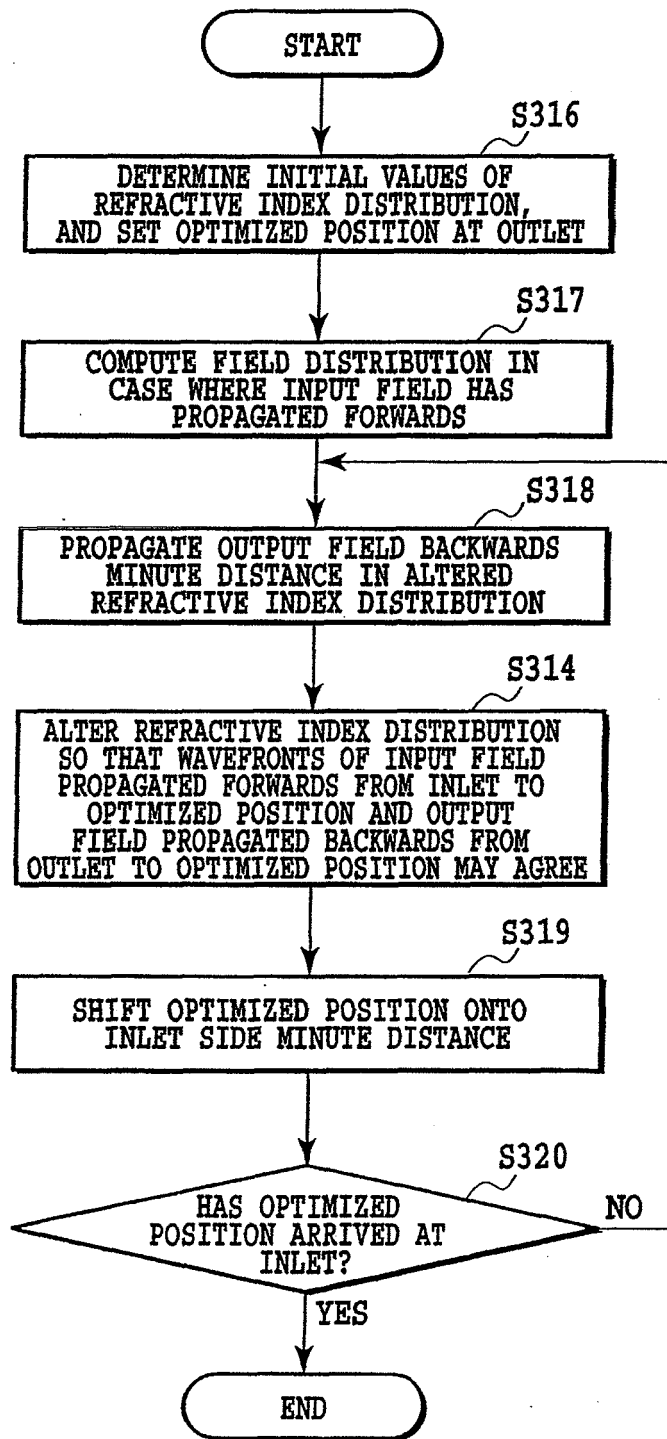 START
S316
DETERMINE INITIAL VALUES OF
REFRACTIVE INDEX DISTRIBUTION,
AND SET OPTIMIZED POSITION AT OUTLET
S317
COMPUTE FIELD DISTRIBUTION IN
CASE WHERE INPUT FIELD HAS
PROPAGATED FORWARDS
S318
PROPAGATE OUTPUT FIELD BACKWARDS
MINUTE DISTANCE IN ALTERED
REFRACTIVE INDEX DISTRIBUTION
S314
ALTER REFRACTIVE INDEX DISTRIBUTION
SO THAT WAVEFRONTS OF INPUT FIELD
PROPAGATED FORWARDS FROM INLET TO
OPTIMIZED POSITION AND OUTPUT
FIELD PROPAGATED BACKWARDS FROM
OUTLET TO OPTIMIZED POSITION MAY AGREE
S319
SHIFT OPTIMIZED POSITION ONTO
INLET SIDE MINUTE DISTANCE
S320
HAS OPTIMIZED
POSITION ARRIVED AT
INLET?
NO
YES
END